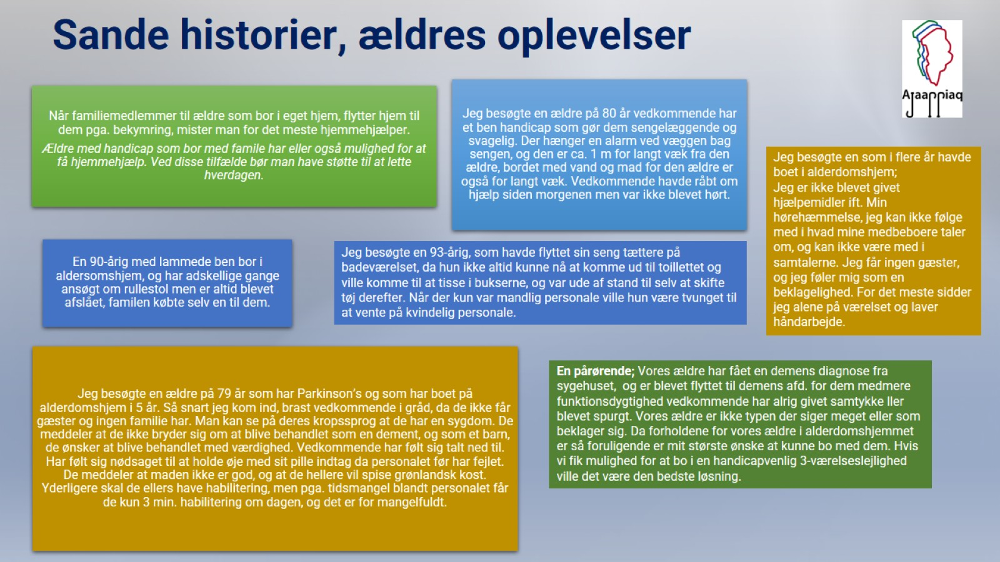 Sande historier, ældres oplevelser
Ajaappiaq
Når familiemedlemmer til ældre som bor i eget hjem, flytter hjem til
dem pga. bekymring, mister man for det meste hjemmehjælper.
Ældre med handicap som bor med famile har eller også mulighed for at
få hjemmehjælp. Ved disse tilfælde bør man have støtte til at lette
hverdagen.
Jeg besøgte en ældre på 80 år vedkommende har
et ben handicap som gør dem sengelæggende og
svagelig. Der hænger en alarm ved væggen bag
sengen, og den er ca. 1 m for langt væk fra den
ældre, bordet med vand og mad for den ældre er
også for langt væk. Vedkommende havde råbt om
hjælp siden morgenen men var ikke blevet hørt.
Jeg besøgte en som i flere år havde
boet i alderdomshjem;
Jeg er ikke blevet givet
hjælpemidler ift. Min
hørehæmmelse, jeg kan ikke følge
med i hvad mine medbeboere taler
om, og kan ikke være med i
samtalerne. Jeg får ingen gæster,
og jeg føler mig som en
beklagelighed. For det meste sidder
jeg alene på værelset og laver
håndarbejde.
En 90-årig med lammede ben bor i
aldersomshjem, og har adskellige gange
ansøgt om rullestol men er altid blevet
afslået, familen købte selv en til dem.
Jeg besøgte en 93-årig, som havde flyttet sin seng tættere på
badeværelset, da hun ikke altid kunne nå at komme ud til toillettet og
ville komme til at tisse i bukserne, og var ude af stand til selv at skifte
tøj derefter. Når der kun var mandlig personale ville hun være tvunget til
at vente på kvindelig personale.
Jeg besøgte en ældre på 79 år som har Parkinson's og som har boet på
alderdomshjem i 5 år. Så snart jeg kom ind, brast vedkommende i gråd, da de ikke får
gæster og ingen familie har. Man kan se på deres kropssprog at de har en sygdom. De
meddeler at de ikke bryder sig om at blive behandlet som en dement, og som et barn,
de ønsker at blive behandlet med værdighed. Vedkommende har følt sig talt ned til.
Har følt sig nødsaget til at holde øje med sit pille indtag da personalet før har fejlet.
De meddeler at maden ikke er god, og at de hellere vil spise grønlandsk kost.
Yderligere skal de ellers have habilitering, men pga. tidsmangel blandt personalet får
de kun 3 min. habilitering om dagen, og det er for mangelfuldt.
En pårørende; Vores ældre har fået en demens diagnose fra
sygehuset, og er blevet flyttet til demens afd. for dem medmere
funktionsdygtighed vedkommende har alrig givet samtykke ller
blevet spurgt. Vores ældre er ikke typen der siger meget eller som
beklager sig. Da forholdene for vores ældre i alderdomshjemmet
er så foruligende er mit største ønske at kunne bo med dem. Hvis
vi fik mulighed for at bo i en handicapvenlig 3-værelseslejlighed
ville det være den bedste løsning.